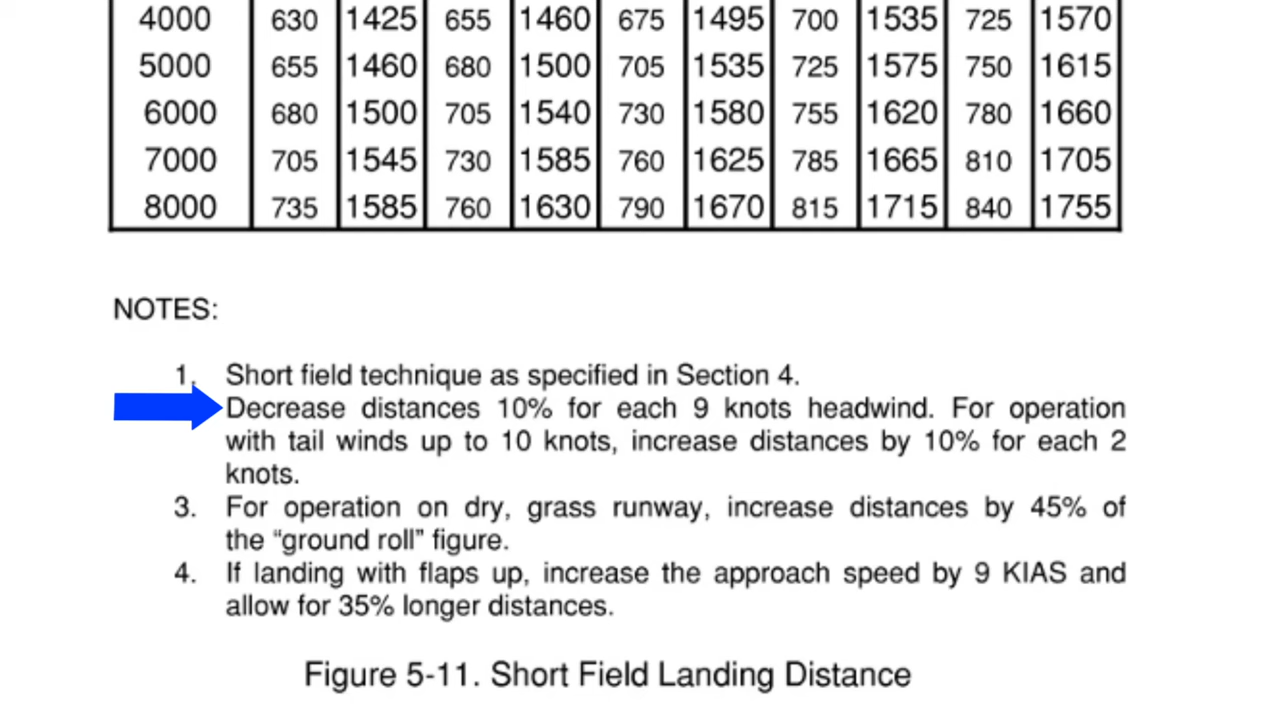 4000 630 1425 655 1460 675 1495 700 1535 725 1570
5000 655 1460 680 1500 705 1535 725 1575 750 1615
6000 680 1500 705 1540 730 1580 755 1620 780 1660
7000 705 1545 730 1585 760 1625 785 1665 810 1705
8000 735 1585 760 1630 790 1670 815 1715 840 1755
NOTES:
1. Short field technique as specified in Section 4.
Decrease distances 10% for each 9 knots headwind. For operation
with tail winds up to 10 knots, increase distances by 10% for each 2
knots.
3. For operation on dry, grass runway, increase distances by 45% of
the “ground roll” figure.
4. If landing with flaps up, increase the approach speed by 9 KIAS and
allow for 35% longer distances.
Figure 5-11. Short Field Landing Distance